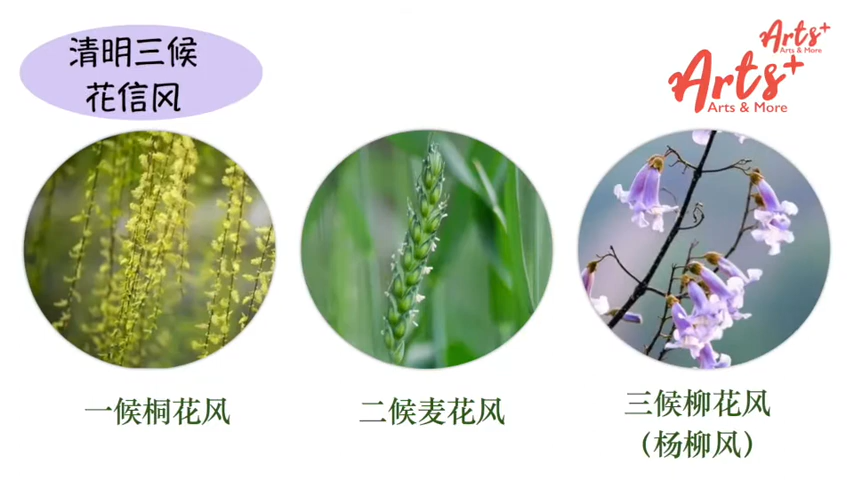 清明三候
花信风
Arts+
Arts & More
Arts+
Arts & More
一候桐花风
二候麦花风
三候柳花风
（杨柳风）